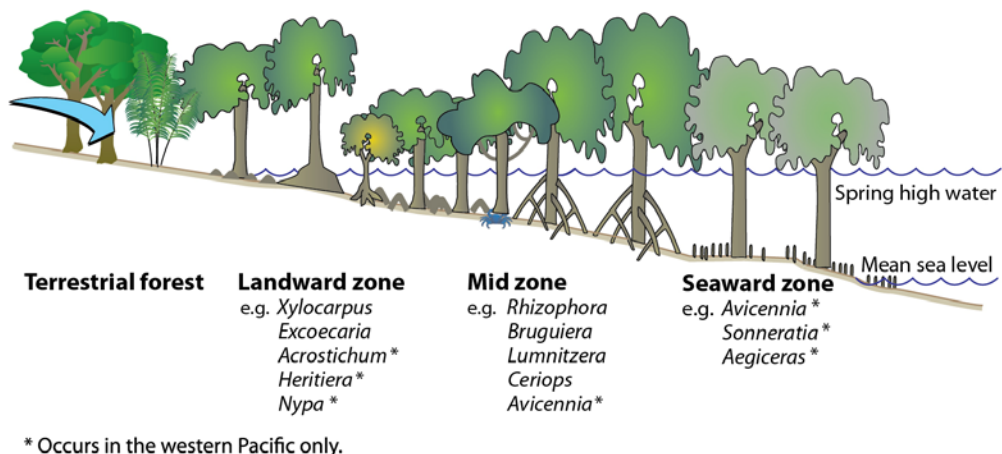 Spring high water
Mean sea level
Terrestrial forest
Landward zone
e.g. Xylocarpus
Excoecaria
Acrostichum *
Heritiera *
Nypa *
Mid zone
e.g. Rhizophora
Bruguiera
Lumnitzera
Ceriops
Avicennia *
Seaward zone
e.g. Avicennia *
Sonneratia *
Aegiceras *
* Occurs in the western Pacific only.